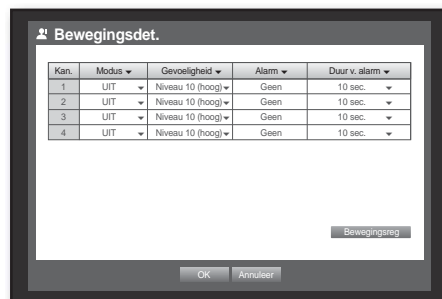 Bewegingsdet.
Kan. Modus Gevoeligheid Alarm Duur v. alarm
1 UIT Niveau 10 (hoog) Geen 10 sec.
2 UIT Niveau 10 (hoog) Geen 10 sec.
3 UIT Niveau 10 (hoog) Geen 10 sec.
4 UIT Niveau 10 (hoog) Geen 10 sec.
Bewegingsreg
OK Annuleer